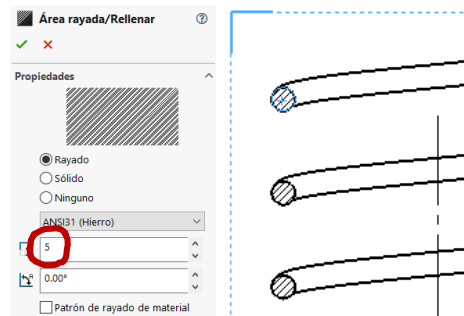 Área rayada/Rellenar
Propiedades
Rayado
Sólido
Ninguno
ANSI31 (Hierro)
5
0.00°
Patrón de rayado de material